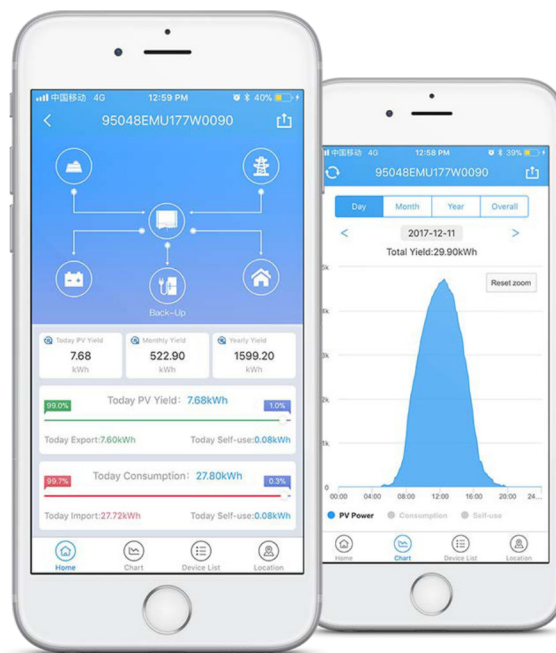 中国移动 4G 12:59 PM 40%
95048EMU177W0090
Back-Up
Today PV Yield
7.68
kWh
Monthly Yield
522.90
kWh
Yearly Yield
1599.20
kWh
99.0%
Today PV Yield: 7.68kWh
1.0%
Today Export:7.60kWh
Today Self-use:0.08kWh
99.7%
Today Consumption: 27.80kWh
0.3%
Today Import:27.72kWh
Today Self-use:0.08kWh
Home
Chart
Device List
Location
中国移动 4G 12:58 PM 39%
95048EMU177W0090
Day
Month
Year
Overall
< 2017-12-11 >
Total Yield:29.90kWh
Reset zoom
5k
0
00:00 04:00 08:00 12:00 16:00 20:00 24...
PV Power
Consumption
Self-use
Home
Chart
Device List
Location